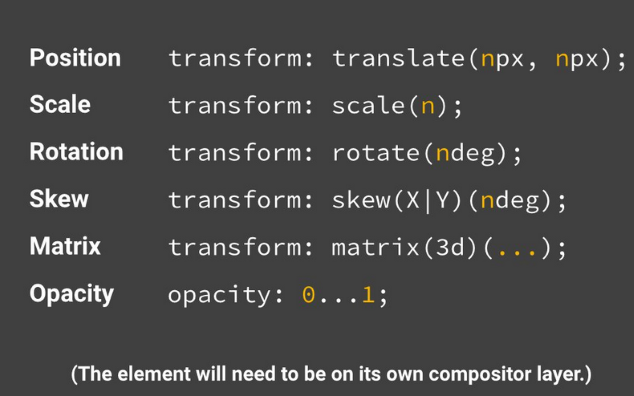 Position transform: translate(npx, npx);
Scale transform: scale(n);
Rotation transform: rotate(ndeg);
Skew transform: skew(X|Y)(ndeg);
Matrix transform: matrix(3d)(...);
Opacity opacity: 0...1;
(The element will need to be on its own compositor layer.)